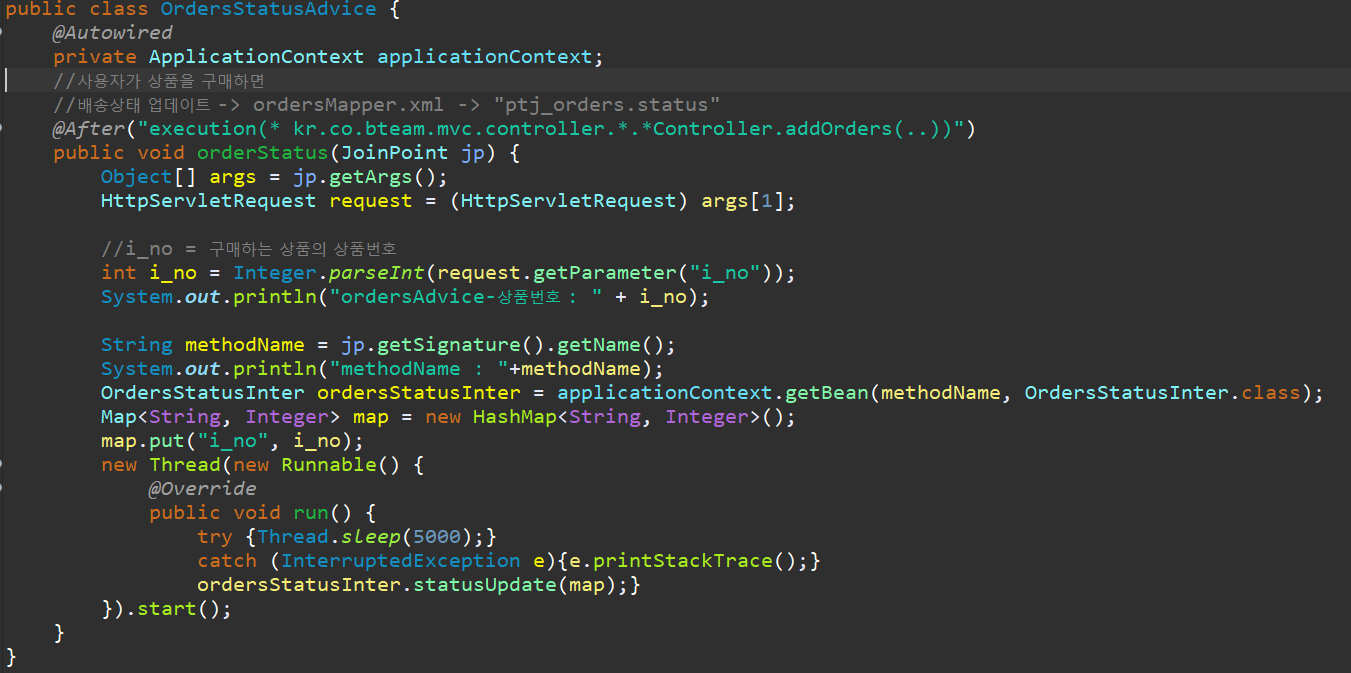 public class OrdersStatusAdvice {
@Autowired
private ApplicationContext applicationContext;
//사용자가 상품을 구매하면
//배송상태 업데이트 -> ordersMapper.xml -> "ptj_orders.status"
@After("execution(* kr.co.bteam.mvc.controller.*.*Controller.addOrders(..))")
public void orderStatus(JoinPoint jp) {
Object[] args = jp.getArgs();
HttpServletRequest request = (HttpServletRequest) args[1];
//i_no = 구매하는 상품의 상품번호
int i_no = Integer.parseInt(request.getParameter("i_no"));
System.out.println("ordersAdvice-상품번호 : " + i_no);
String methodName = jp.getSignature().getName();
System.out.println("methodName : "+methodName);
OrdersStatusInter ordersStatusInter = applicationContext.getBean(methodName, OrdersStatusInter.class);
Map<String, Integer> map = new HashMap<String, Integer>();
map.put("i_no", i_no);
new Thread(new Runnable() {
@Override
public void run() {
try {Thread.sleep(5000);}
catch (InterruptedException e){e.printStackTrace();}
ordersStatusInter.statusUpdate(map);}
}).start();
}
}